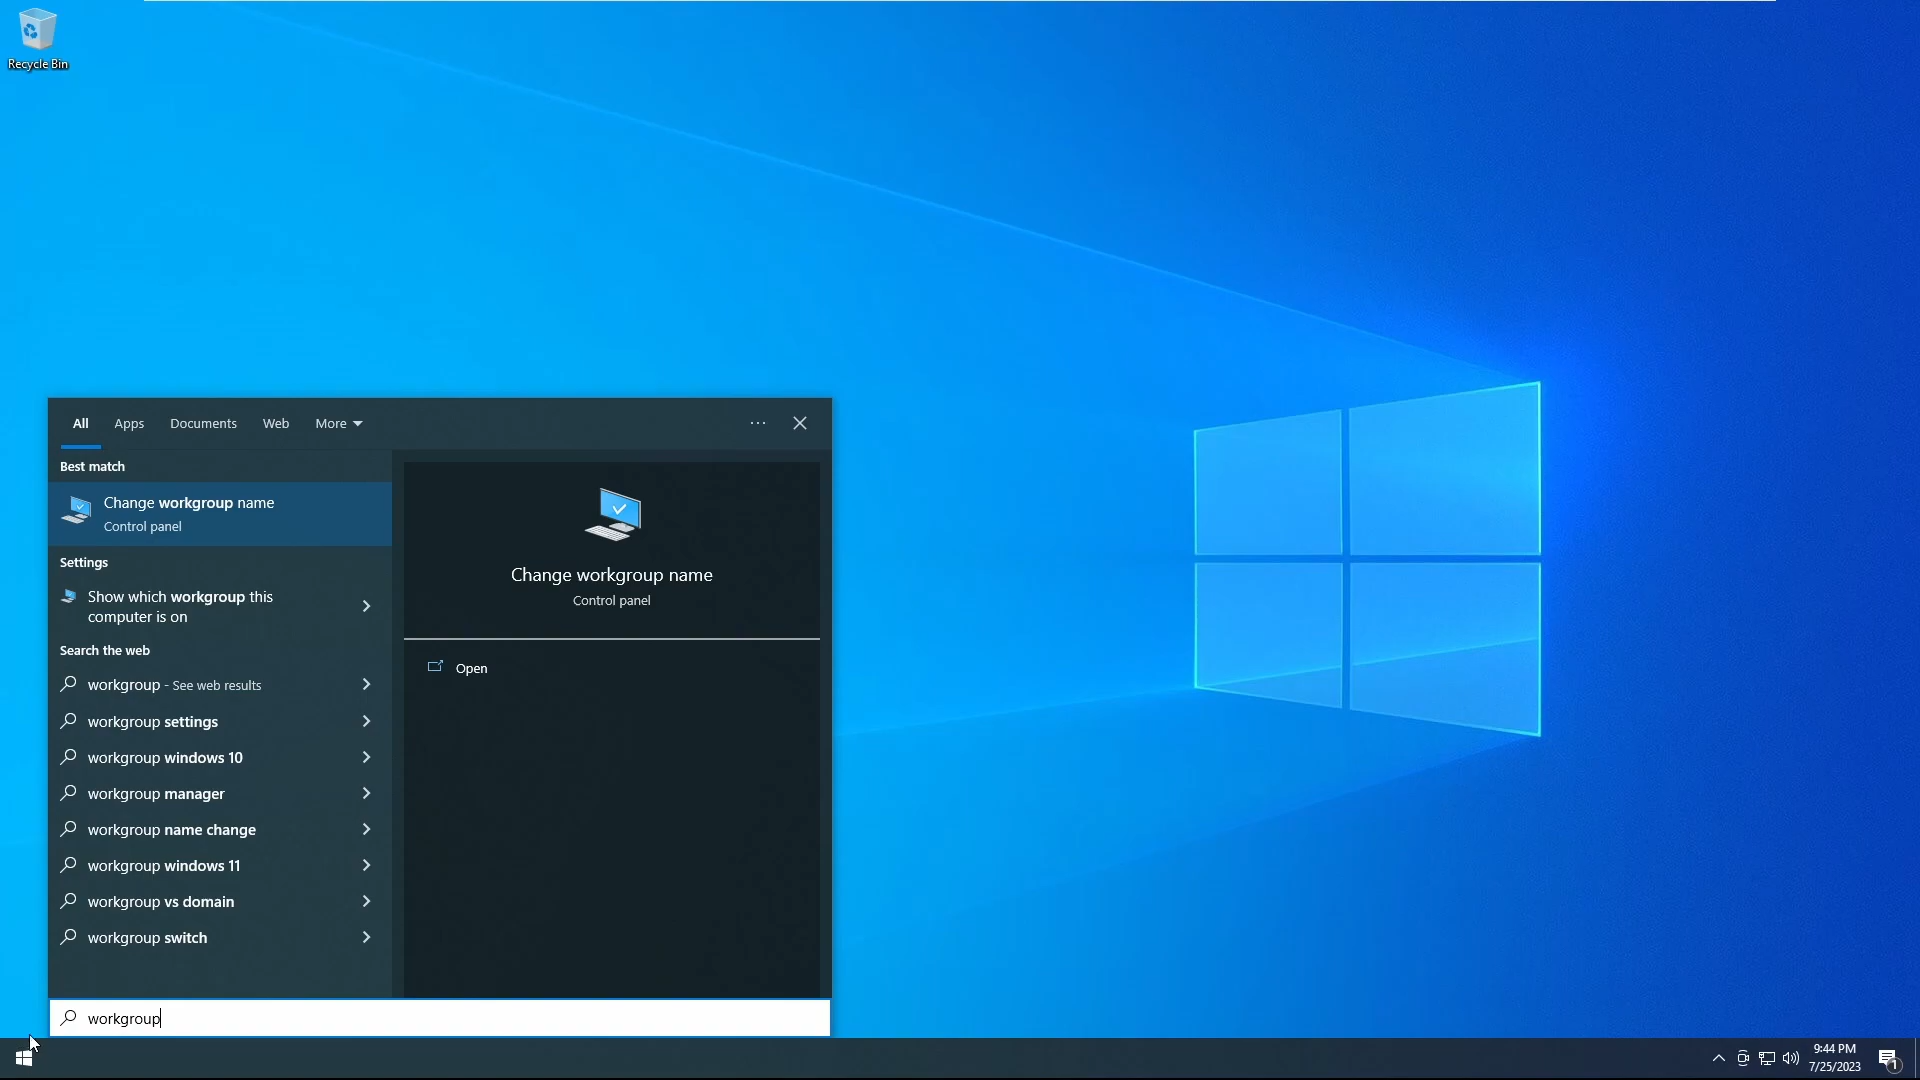 Recycle Bin
All Apps Documents Web More
Best match
Change workgroup name
Control panel
Settings
Show which workgroup this
computer is on
Search the web
workgroup - See web results
workgroup settings
workgroup windows 10
workgroup manager
workgroup name change
workgroup windows 11
workgroup vs domain
workgroup switch
Change workgroup name
Control panel
Open
workgroup
9:44 PM
7/25/2023
1